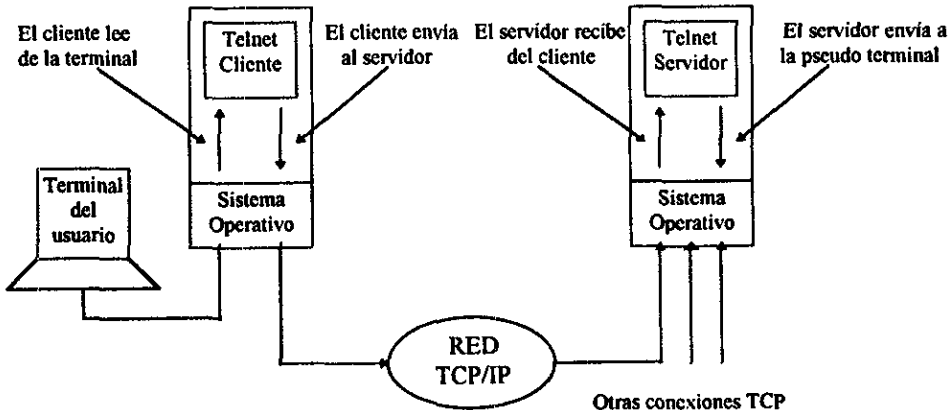 El cliente lee
de la terminal
Telnet
Cliente
El cliente envía
al servidor
El servidor recibe
del cliente
Telnet
Servidor
El servidor envía a
la pseudo terminal
Terminal
del
usuario
Sistema
Operativo
Sistema
Operativo
RED
TCP/IP
Otras conexiones TCP